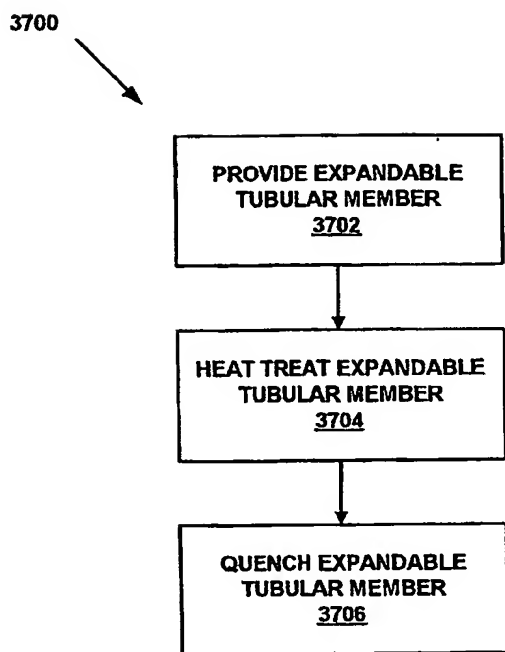 3700
PROVIDE EXPANDABLE
TUBULAR MEMBER
3702
HEAT TREAT EXPANDABLE
TUBULAR MEMBER
3704
QUENCH EXPANDABLE
TUBULAR MEMBER
3706